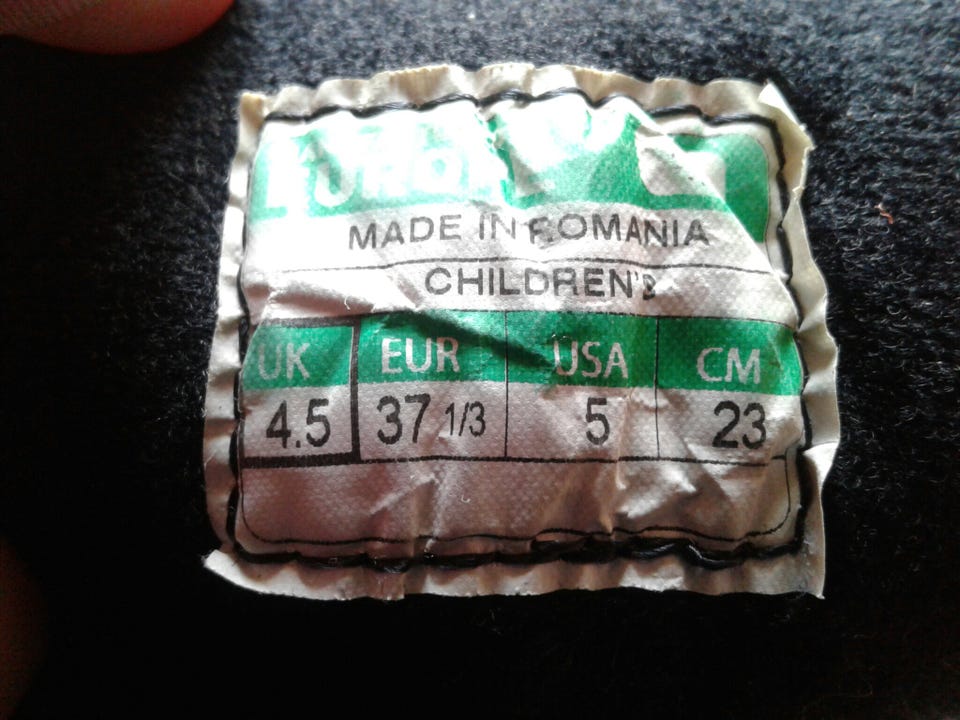 MADE IN ROMANIA
CHILDREN'S
UK EUR USA CM
4.5 37 1/3 5 23